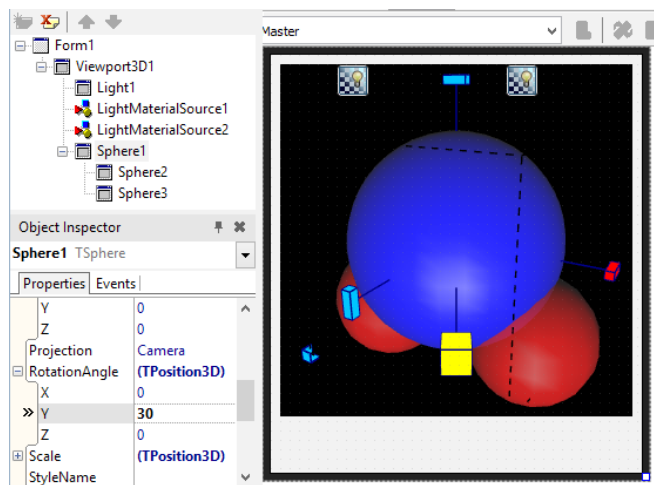 Form1
Viewport3D1
Light1
LightMaterialSource1
LightMaterialSource2
Sphere1
Sphere2
Sphere3
Object Inspector
Sphere1 TSphere
Properties Events
Y 0
Z 0
Projection Camera
RotationAngle (TPosition3D)
X 0
Y 30
Z 0
Scale (TPosition3D)
StyleName
Master